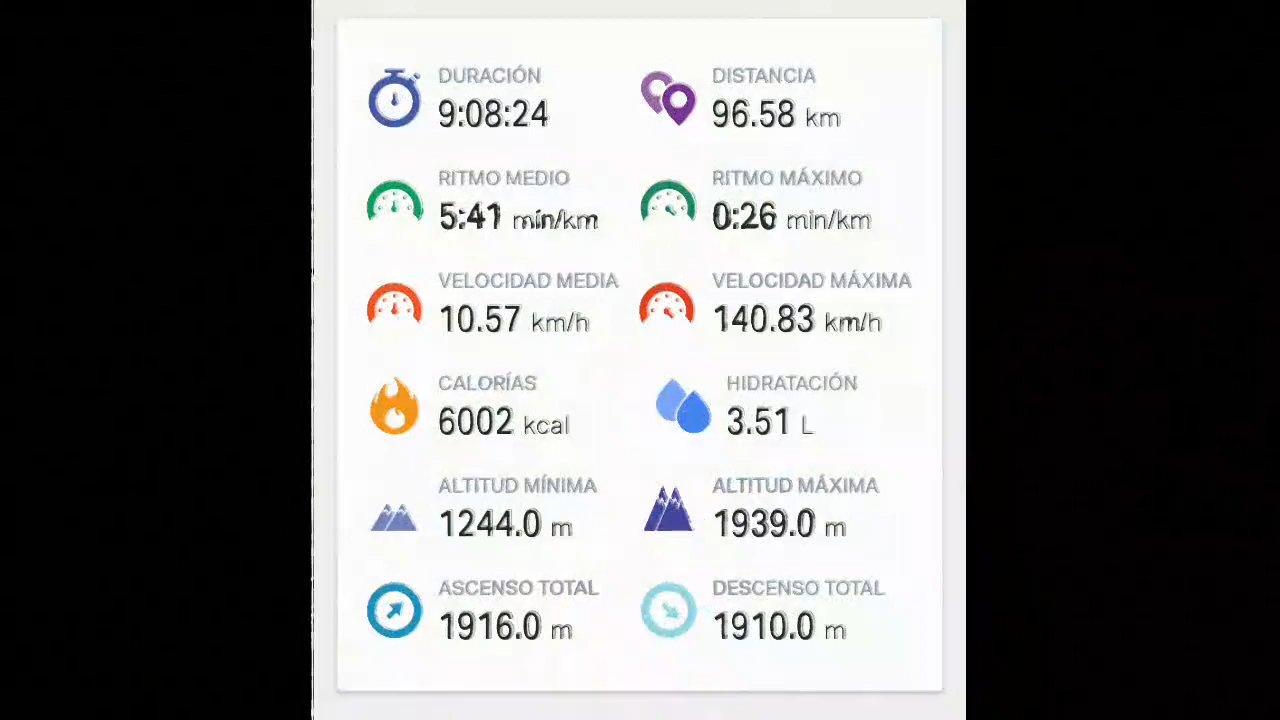 DURACIÓN
9:08:24
DISTANCIA
96.58 km
RITMO MEDIO
5:41 min/km
RITMO MÁXIMO
0:26 min/km
VELOCIDAD MEDIA
10.57 km/h
VELOCIDAD MÁXIMA
140.83 km/h
CALORÍAS
6002 kcal
HIDRATACIÓN
3.51 L
ALTITUD MÍNIMA
1244.0 m
ALTITUD MÁXIMA
1939.0 m
ASCENSO TOTAL
1916.0 m
DESCENSO TOTAL
1910.0 m